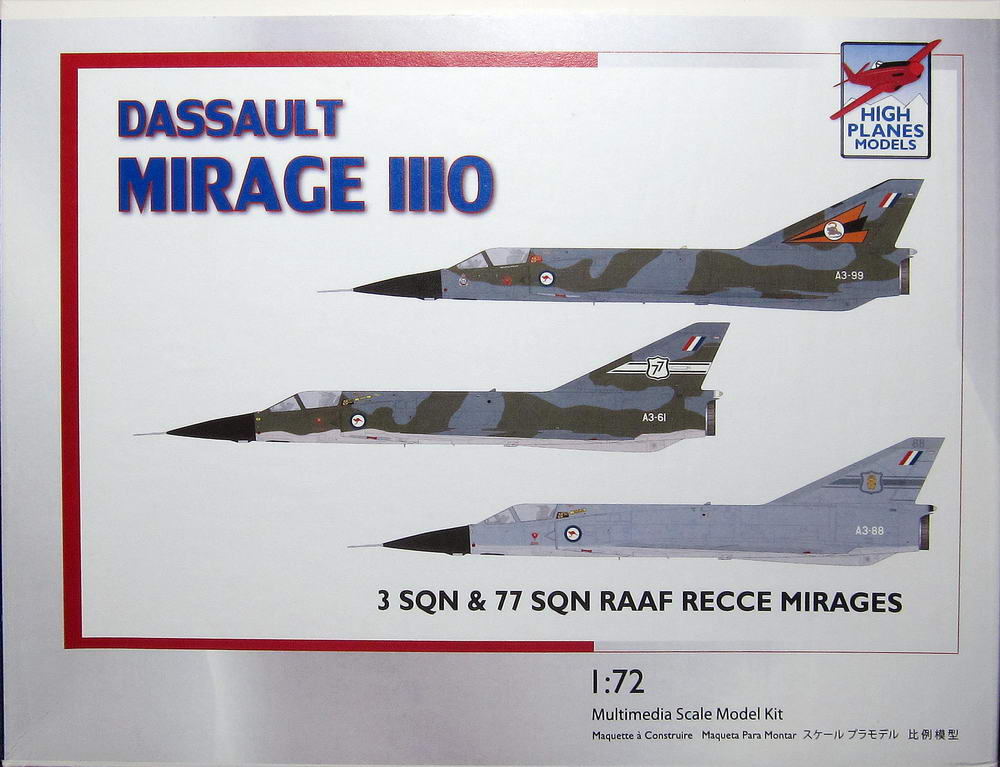 DASSAULT
MIRAGE IIIO
HIGH
PLANES
MODELS
A3-99
77
A3-61
88
A3-88
3 SQN & 77 SQN RAAF RECCE MIRAGES
1:72
Multimedia Scale Model Kit
Maquette à Construire Maqueta Para Montar スケール プラモデル 比例模型